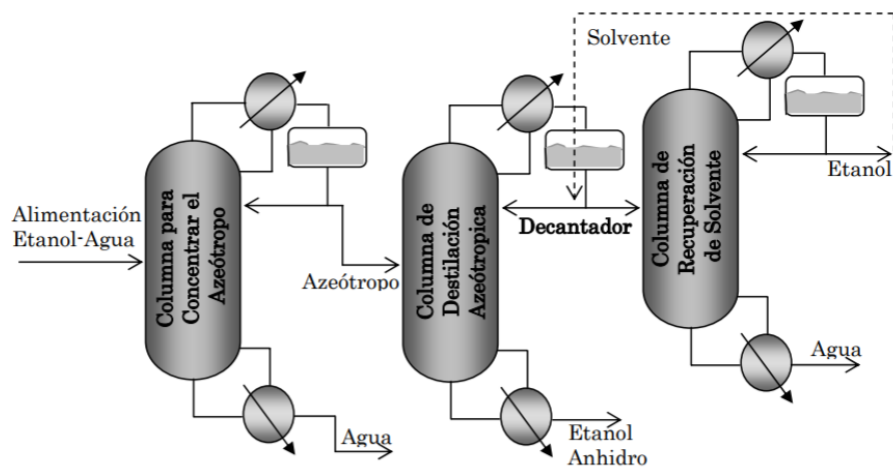 Solvente
Alimentación
Etanol-Agua
Columna para
Concentrar el
Azeótropo
Agua
Azeótropo
Columna de
Destilación
Azeótropica
Decantador
Etanol
Anhidro
Columna de
Recuperación
de Solvente
Etanol
Agua